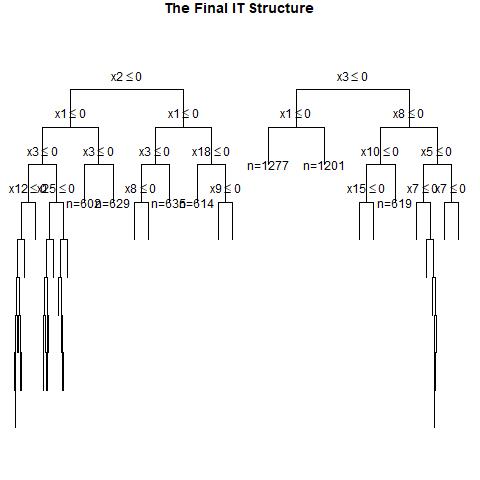 The Final IT Structure
x2 ≤ 0 x3 ≤ 0
x1 ≤ 0 x1 ≤ 0 x1 ≤ 0 x8 ≤ 0
x3 ≤ 0 x3 ≤ 0 x3 ≤ 0 x18 ≤ 0 n=1277 n=1201 x10 ≤ 0 x5 ≤ 0
x12 ≤ 0 x25 ≤ 0 n=602 n=629 x8 ≤ 0 n=635 n=614 x9 ≤ 0 x15 ≤ 0 n=619 x7 ≤ 0 x7 ≤ 0